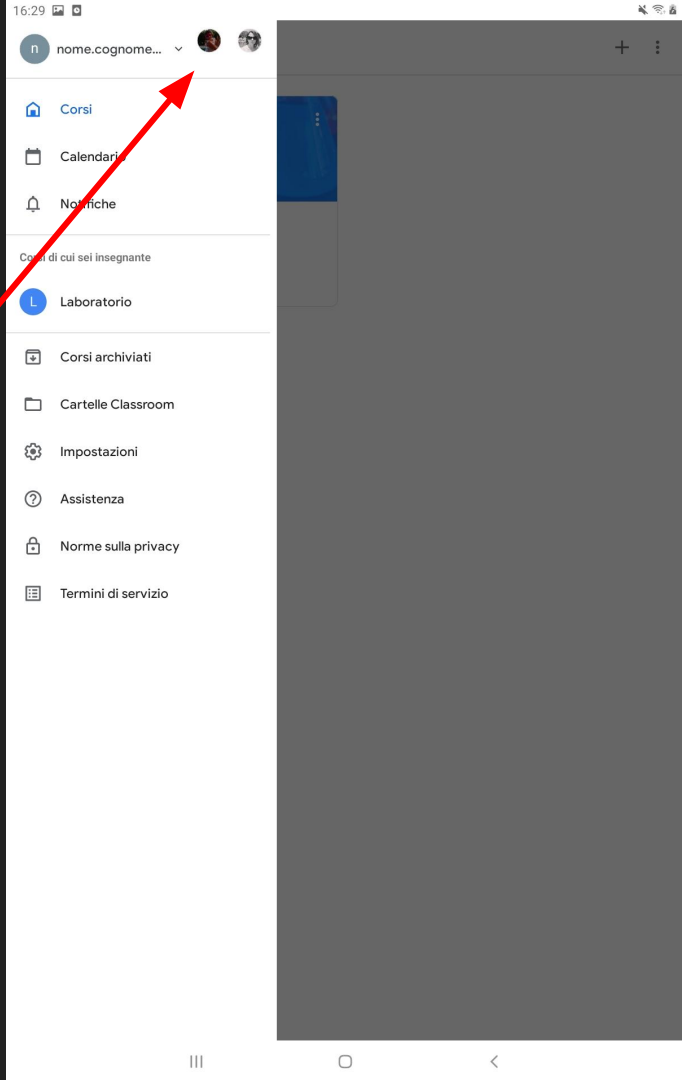 16:29
n nome.cognome...
Corsi
Calendario
Notifiche
Corsi di cui sei insegnante
L Laboratorio
Corsi archiviati
Cartelle Classroom
Impostazioni
Assistenza
Norme sulla privacy
Termini di servizio